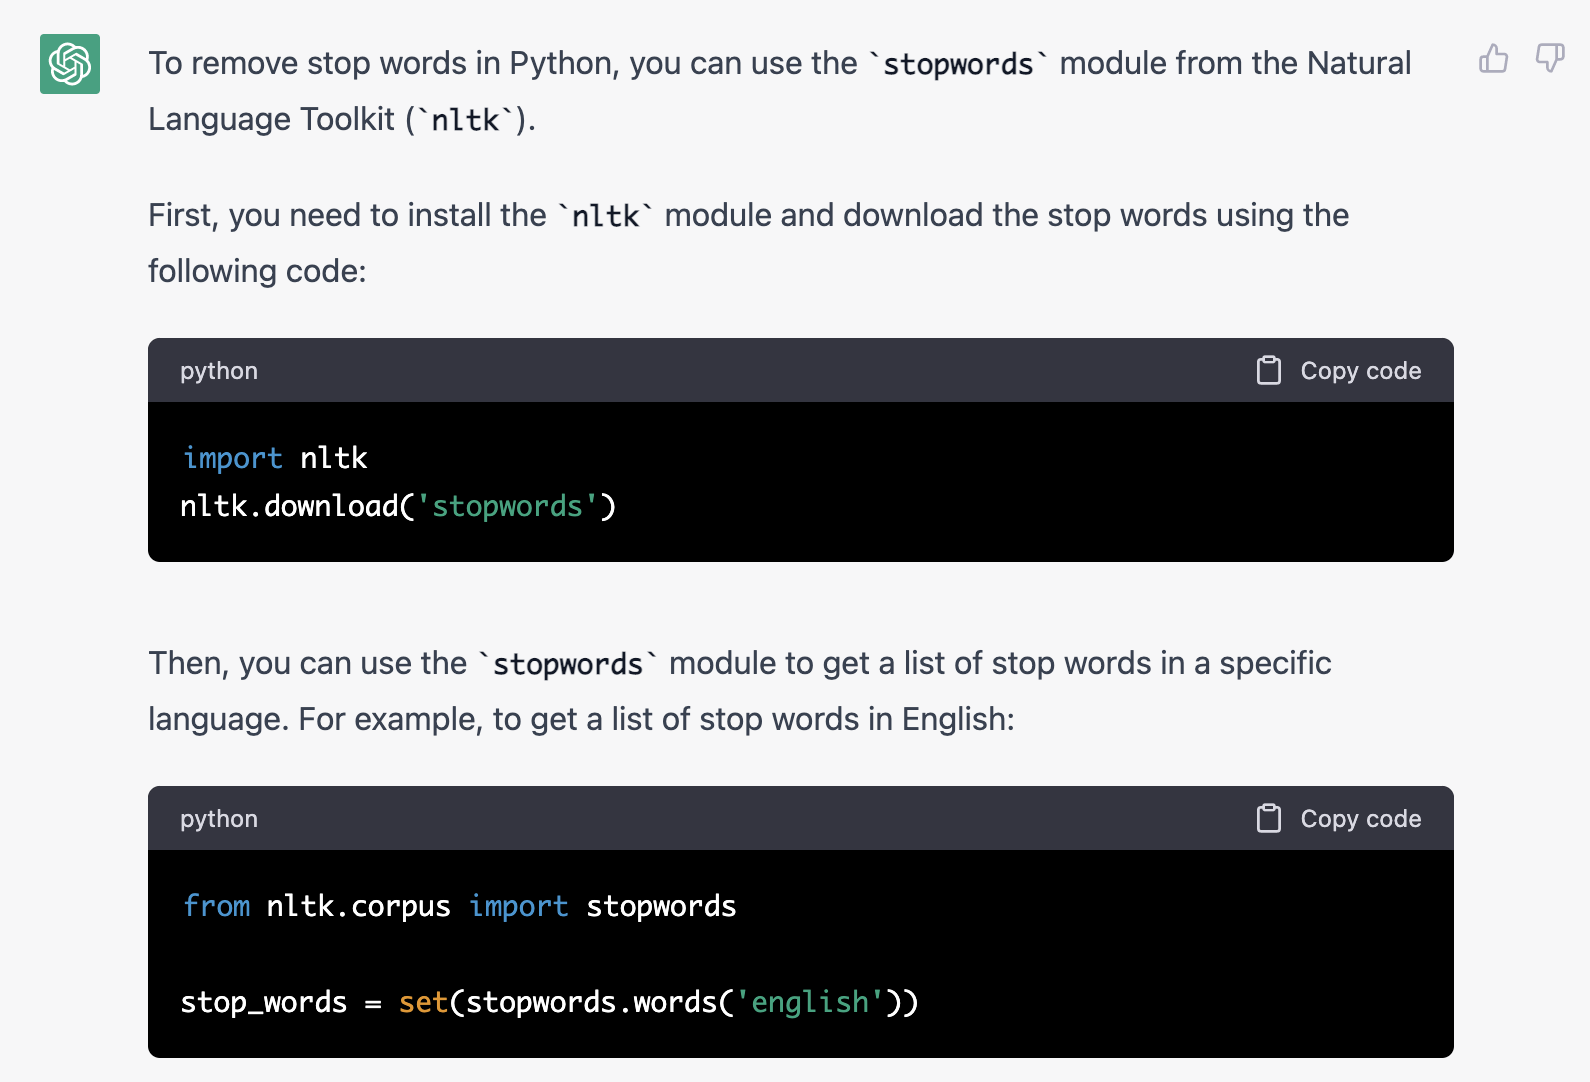 To remove stop words in Python, you can use the `stopwords` module from the Natural
Language Toolkit (`nltk`).
First, you need to install the `nltk` module and download the stop words using the
following code:
python Copy code
import nltk
nltk.download('stopwords')
Then, you can use the `stopwords` module to get a list of stop words in a specific
language. For example, to get a list of stop words in English:
python Copy code
from nltk.corpus import stopwords
stop_words = set(stopwords.words('english'))